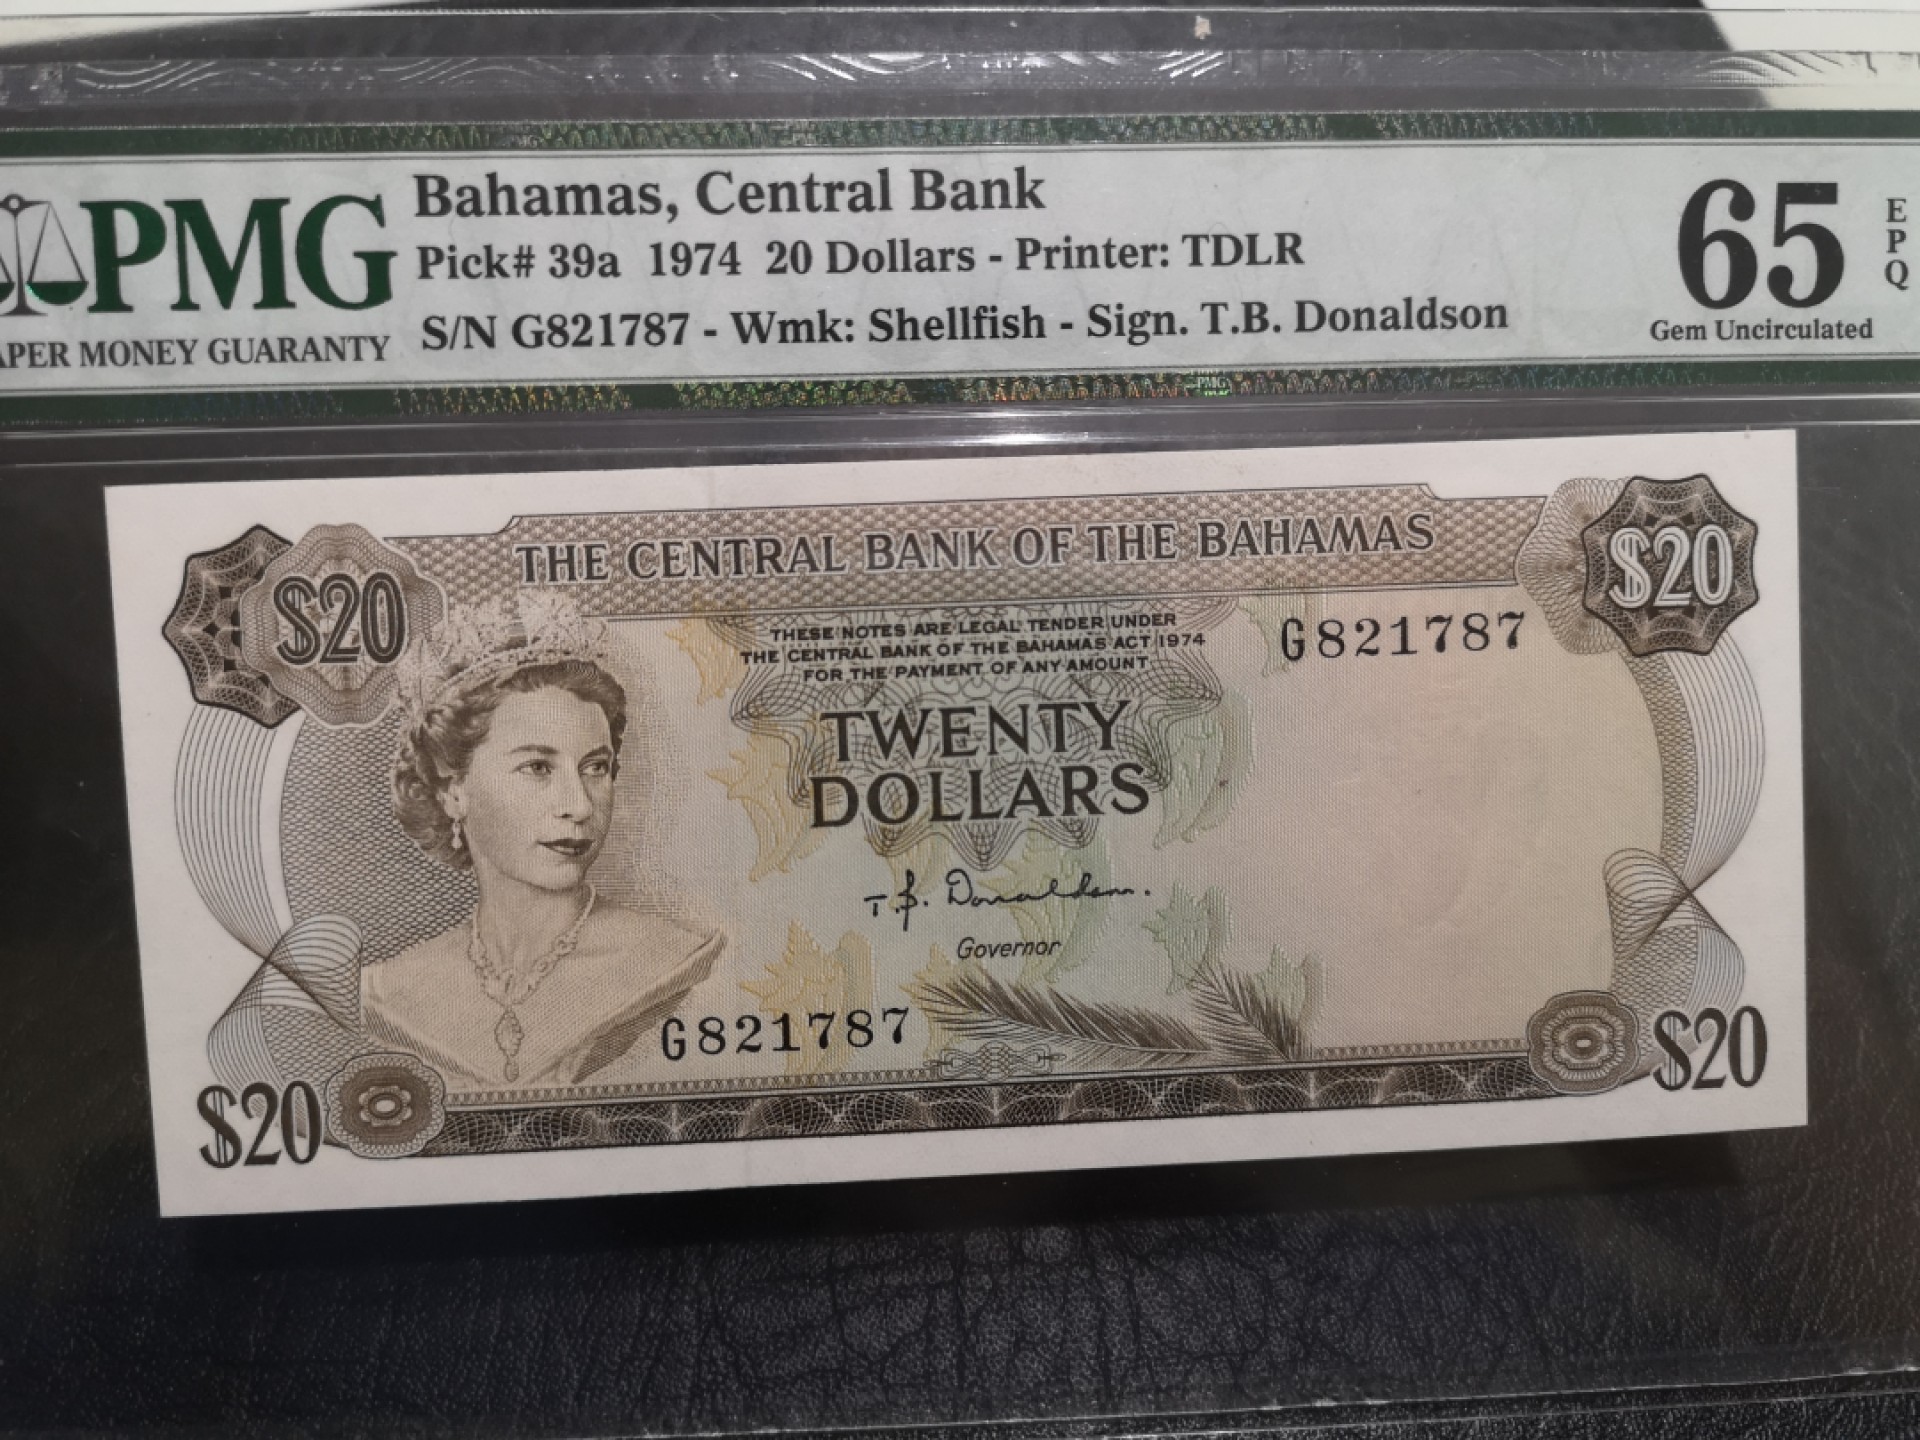 PMG
PAPER MONEY GUARANTY
Bahamas, Central Bank
Pick# 39a 1974 20 Dollars - Printer: TDLR
S/N G821787 - Wmk: Shellfish - Sign. T.B. Donaldson
65 EPQ
Gem Uncirculated
PMG
$20
THE CENTRAL BANK OF THE BAHAMAS
$20
THESE NOTES ARE LEGAL TENDER UNDER
THE CENTRAL BANK OF THE BAHAMAS ACT 1974
FOR THE PAYMENT OF ANY AMOUNT
G821787
TWENTY
DOLLARS
T.B. Donaldson.
Governor
G821787
$20
$20